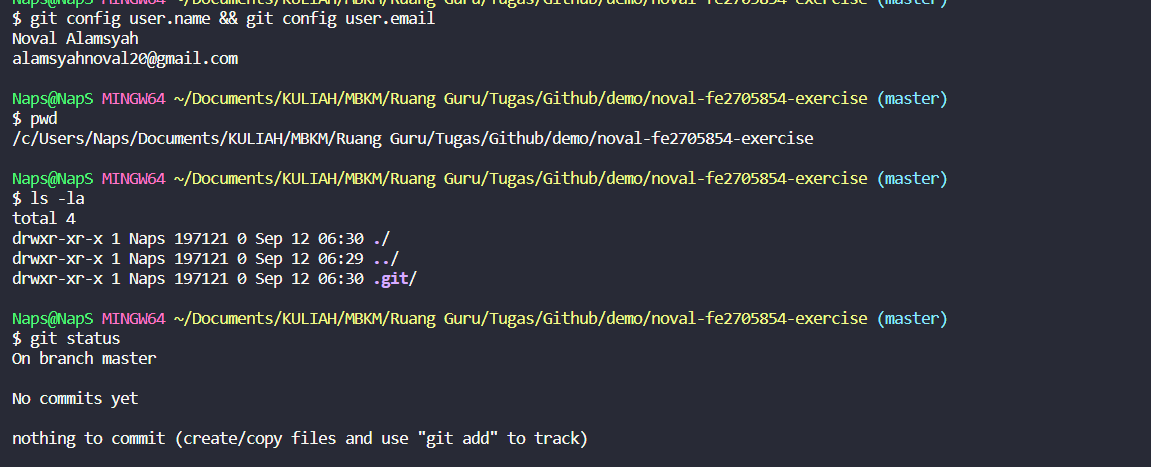 Naps@NapS MINGW64 ~/Documents/KULIAH/MBKM/Ruang Guru/Tugas/Github/demo/noval-fe2705854-exercise (master)
$ git config user.name && git config user.email
Noval Alamsyah
alamsyahnoval20@gmail.com
Naps@NapS MINGW64 ~/Documents/KULIAH/MBKM/Ruang Guru/Tugas/Github/demo/noval-fe2705854-exercise (master)
$ pwd
/c/Users/Naps/Documents/KULIAH/MBKM/Ruang Guru/Tugas/Github/demo/noval-fe2705854-exercise
Naps@NapS MINGW64 ~/Documents/KULIAH/MBKM/Ruang Guru/Tugas/Github/demo/noval-fe2705854-exercise (master)
$ ls -la
total 4
drwxr-xr-x 1 Naps 197121 0 Sep 12 06:30 ./
drwxr-xr-x 1 Naps 197121 0 Sep 12 06:29 ../
drwxr-xr-x 1 Naps 197121 0 Sep 12 06:30 .git/
Naps@NapS MINGW64 ~/Documents/KULIAH/MBKM/Ruang Guru/Tugas/Github/demo/noval-fe2705854-exercise (master)
$ git status
On branch master
No commits yet
nothing to commit (create/copy files and use "git add" to track)